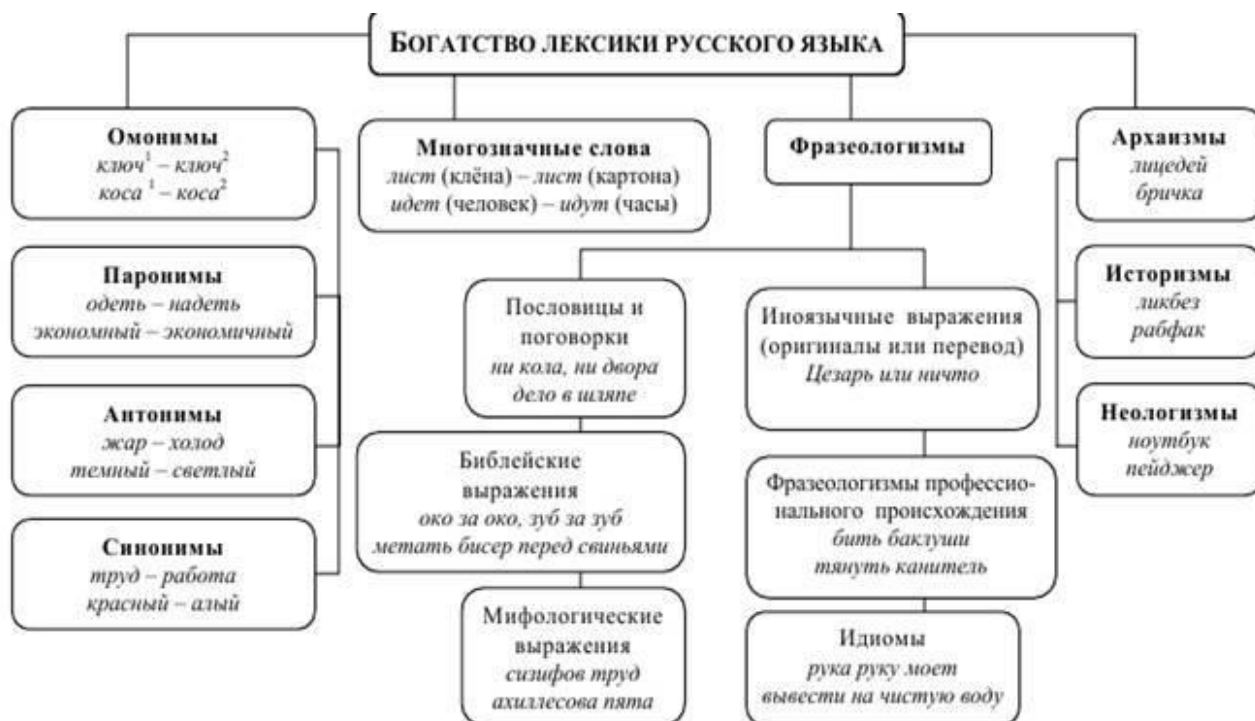 БОГАТСТВО ЛЕКСИКИ РУССКОГО ЯЗЫКА
Омонимы
ключ¹ – ключ²
коса ¹ – коса²
Паронимы
одеть – надеть
экономный – экономичный
Антонимы
жар – холод
темный – светлый
Синонимы
труд – работа
красный – алый
Многозначные слова
лист (клёна) – лист (картона)
идет (человек) – идут (часы)
Фразеологизмы
Пословицы и
поговорки
ни кола, ни двора
дело в шляпе
Библейские
выражения
око за око, зуб за зуб
метать бисер перед свиньями
Мифологические
выражения
сизифов труд
ахиллесова пята
Иноязычные выражения
(оригиналы или перевод)
Цезарь или ничто
Фразеологизмы профессио-
нального происхождения
бить баклуши
тянуть канитель
Идиомы
рука руку моет
вывести на чистую воду
Архаизмы
лицедей
бричка
Историзмы
ликбез
рабфак
Неологизмы
ноутбук
пейджер